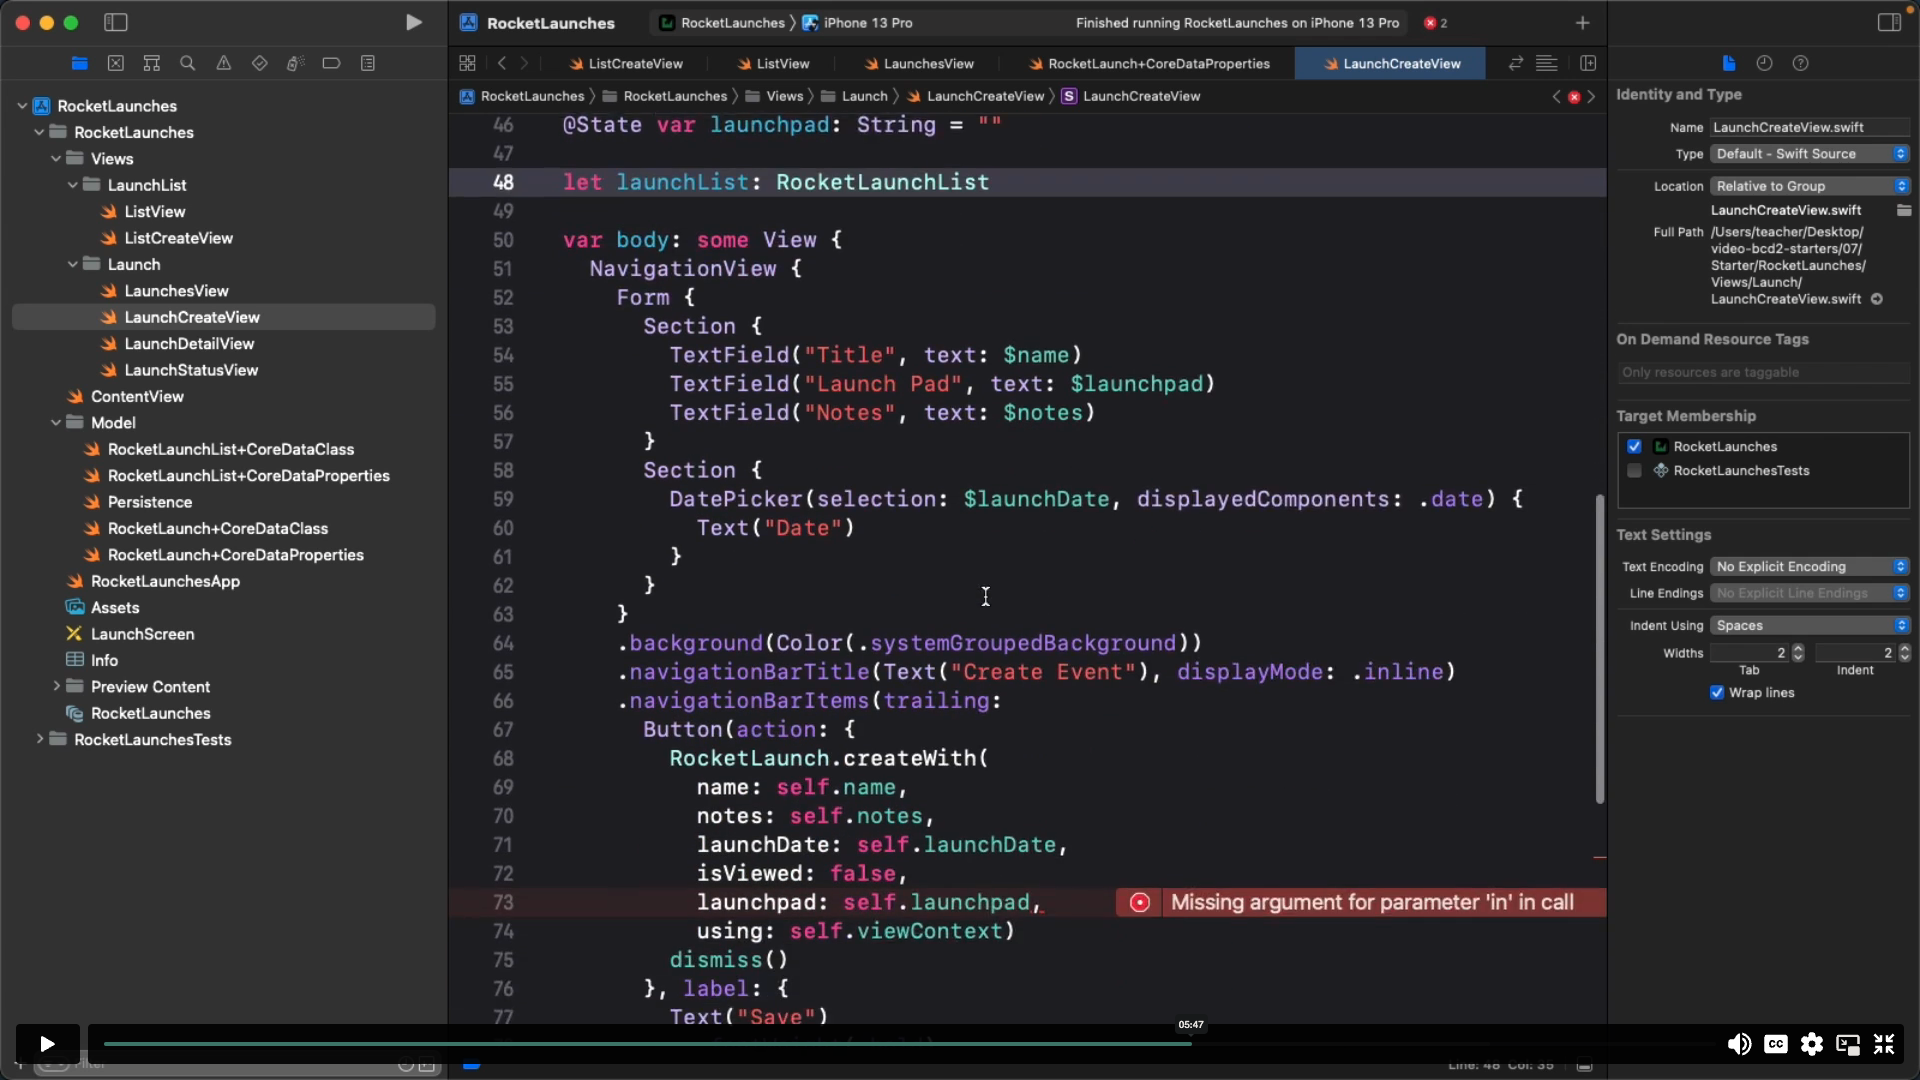 RocketLaunches
RocketLaunches
iPhone 13 Pro
Finished running RocketLaunches on iPhone 13 Pro
2
ListCreateView
ListView
LaunchesView
RocketLaunch+CoreDataProperties
LaunchCreateView
RocketLaunches
RocketLaunches
Views
Launch
LaunchCreateView
S
LaunchCreateView
RocketLaunches
RocketLaunches
Views
LaunchList
ListView
ListCreateView
Launch
LaunchesView
LaunchCreateView
LaunchDetailView
LaunchStatusView
ContentView
Model
RocketLaunchList+CoreDataClass
RocketLaunchList+CoreDataProperties
Persistence
RocketLaunch+CoreDataClass
RocketLaunch+CoreDataProperties
RocketLaunchesApp
Assets
LaunchScreen
Info
Preview Content
RocketLaunches
RocketLaunchesTests
Filter
46 @State var launchpad: String = ""
47
48 let launchList: RocketLaunchList
49
50 var body: some View {
51 NavigationView {
52 Form {
53 Section {
54 TextField("Title", text: $name)
55 TextField("Launch Pad", text: $launchpad)
56 TextField("Notes", text: $notes)
57 }
58 Section {
59 DatePicker(selection: $launchDate, displayedComponents: .date) {
60 Text("Date")
61 }
62 }
63 }
64 .background(Color(.systemGroupedBackground))
65 .navigationBarTitle(Text("Create Event"), displayMode: .inline)
66 .navigationBarItems(trailing:
67 Button(action: {
68 RocketLaunch.createWith(
69 name: self.name,
70 notes: self.notes,
71 launchDate: self.launchDate,
72 isViewed: false,
73 launchpad: self.launchpad, Missing argument for parameter 'in' in call
74 using: self.viewContext)
75 dismiss()
76 }, label: {
77 Text("Save")
05:47
CC
Line: 48 Col: 35
Identity and Type
Name LaunchCreateView.swift
Type Default - Swift Source
Location Relative to Group
LaunchCreateView.swift
Full Path /Users/teacher/Desktop/
video-bcd2-starters/07/
Starter/RocketLaunches/
Views/Launch/
LaunchCreateView.swift
On Demand Resource Tags
Only resources are taggable
Target Membership
RocketLaunches
RocketLaunchesTests
Text Settings
Text Encoding No Explicit Encoding
Line Endings No Explicit Line Endings
Indent Using Spaces
Widths 2 2
Tab Indent
Wrap lines